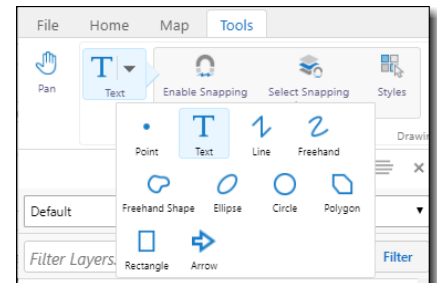 File Home Map Tools
Pan Text Enable Snapping Select Snapping Styles
Drawin
Point Text Line Freehand
Default
Freehand Shape Ellipse Circle Polygon
Filter Layers. Filter
Rectangle Arrow